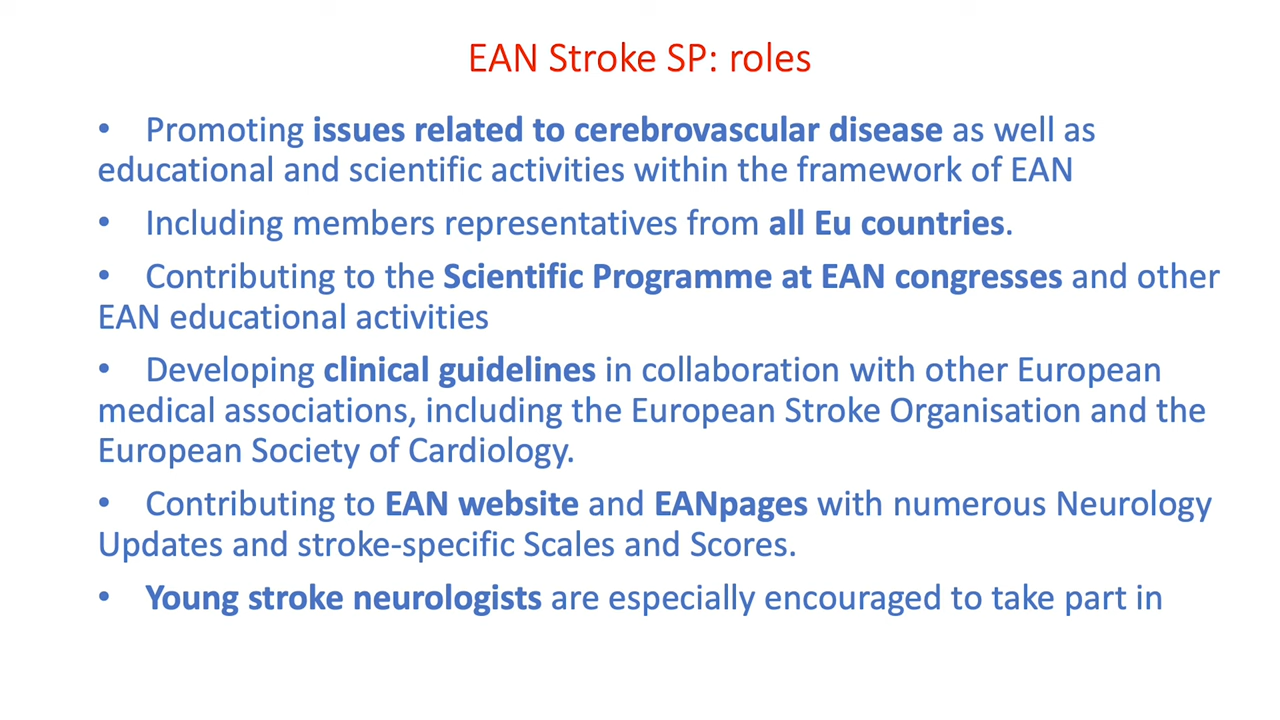 EAN Stroke SP: roles
• Promoting issues related to cerebrovascular disease as well as
educational and scientific activities within the framework of EAN
• Including members representatives from all Eu countries.
• Contributing to the Scientific Programme at EAN congresses and other
EAN educational activities
• Developing clinical guidelines in collaboration with other European
medical associations, including the European Stroke Organisation and the
European Society of Cardiology.
• Contributing to EAN website and EANpages with numerous Neurology
Updates and stroke-specific Scales and Scores.
• Young stroke neurologists are especially encouraged to take part in